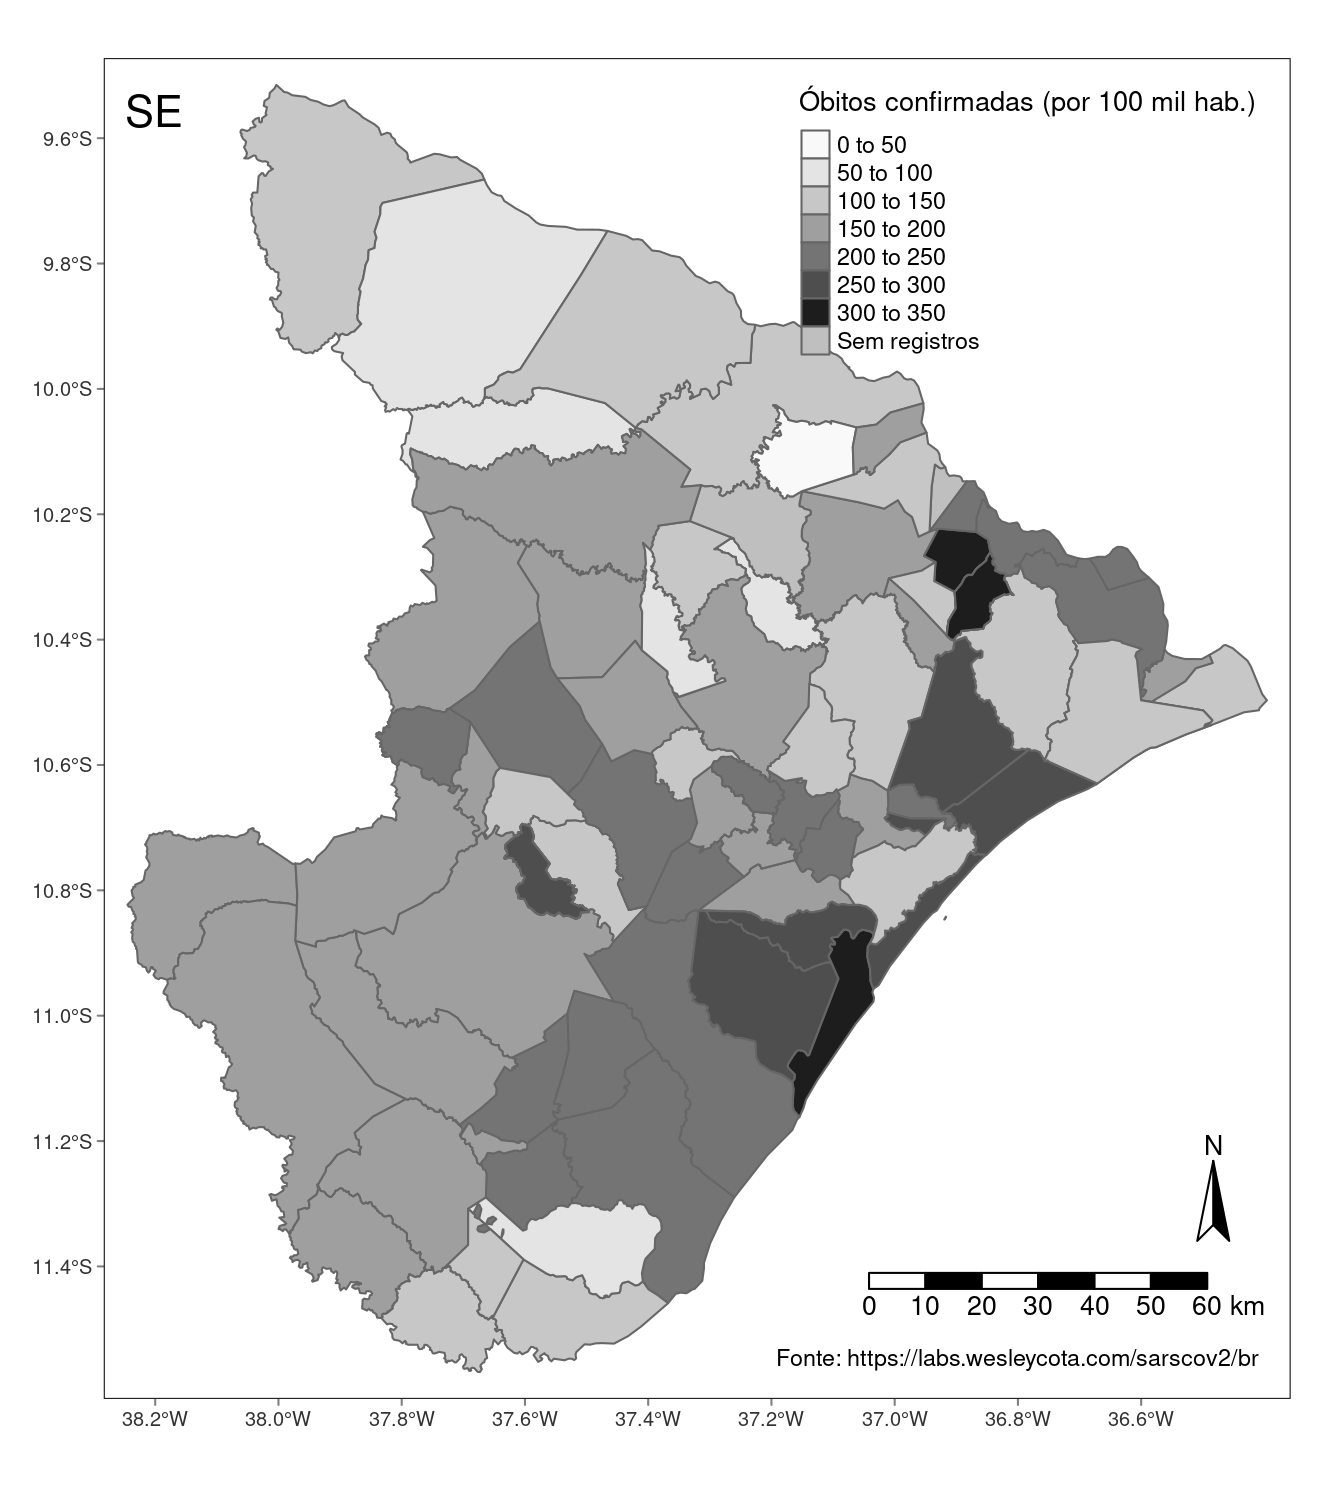 SE
Óbitos confirmadas (por 100 mil hab.)
0 to 50
50 to 100
100 to 150
150 to 200
200 to 250
250 to 300
300 to 350
Sem registros
9.6°S
9.8°S
10.0°S
10.2°S
10.4°S
10.6°S
10.8°S
11.0°S
11.2°S
11.4°S
N
0 10 20 30 40 50 60 km
Fonte: https://labs.wesleycota.com/sarscov2/br
38.2°W 38.0°W 37.8°W 37.6°W 37.4°W 37.2°W 37.0°W 36.8°W 36.6°W